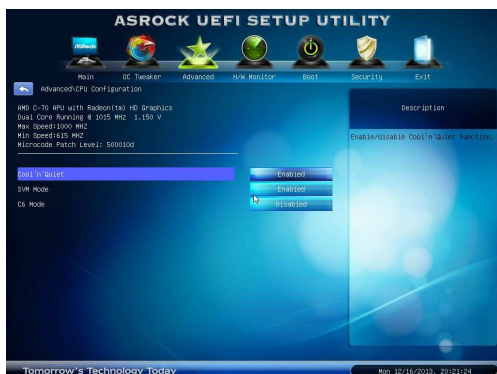 ASROCK UEFI SETUP UTILITY
ASRock
Main OC Tweaker Advanced H/W Monitor Boot Security Exit
Advanced\CPU Configuration
Description
AMD C-70 APU with Radeon(tm) HD Graphics
Dual Core Running @ 1015 MHz 1.150 V
Max Speed:1000 MHZ
Min Speed:615 MHZ
Microcode Patch Level: 500010d
Enable/disable Cool'n'Quiet function.
Cool'n'Quiet Enabled
SVM Mode Enabled
C6 Mode Disabled
Tomorrow's Technology Today
Mon 12/16/2013, 20:21:24